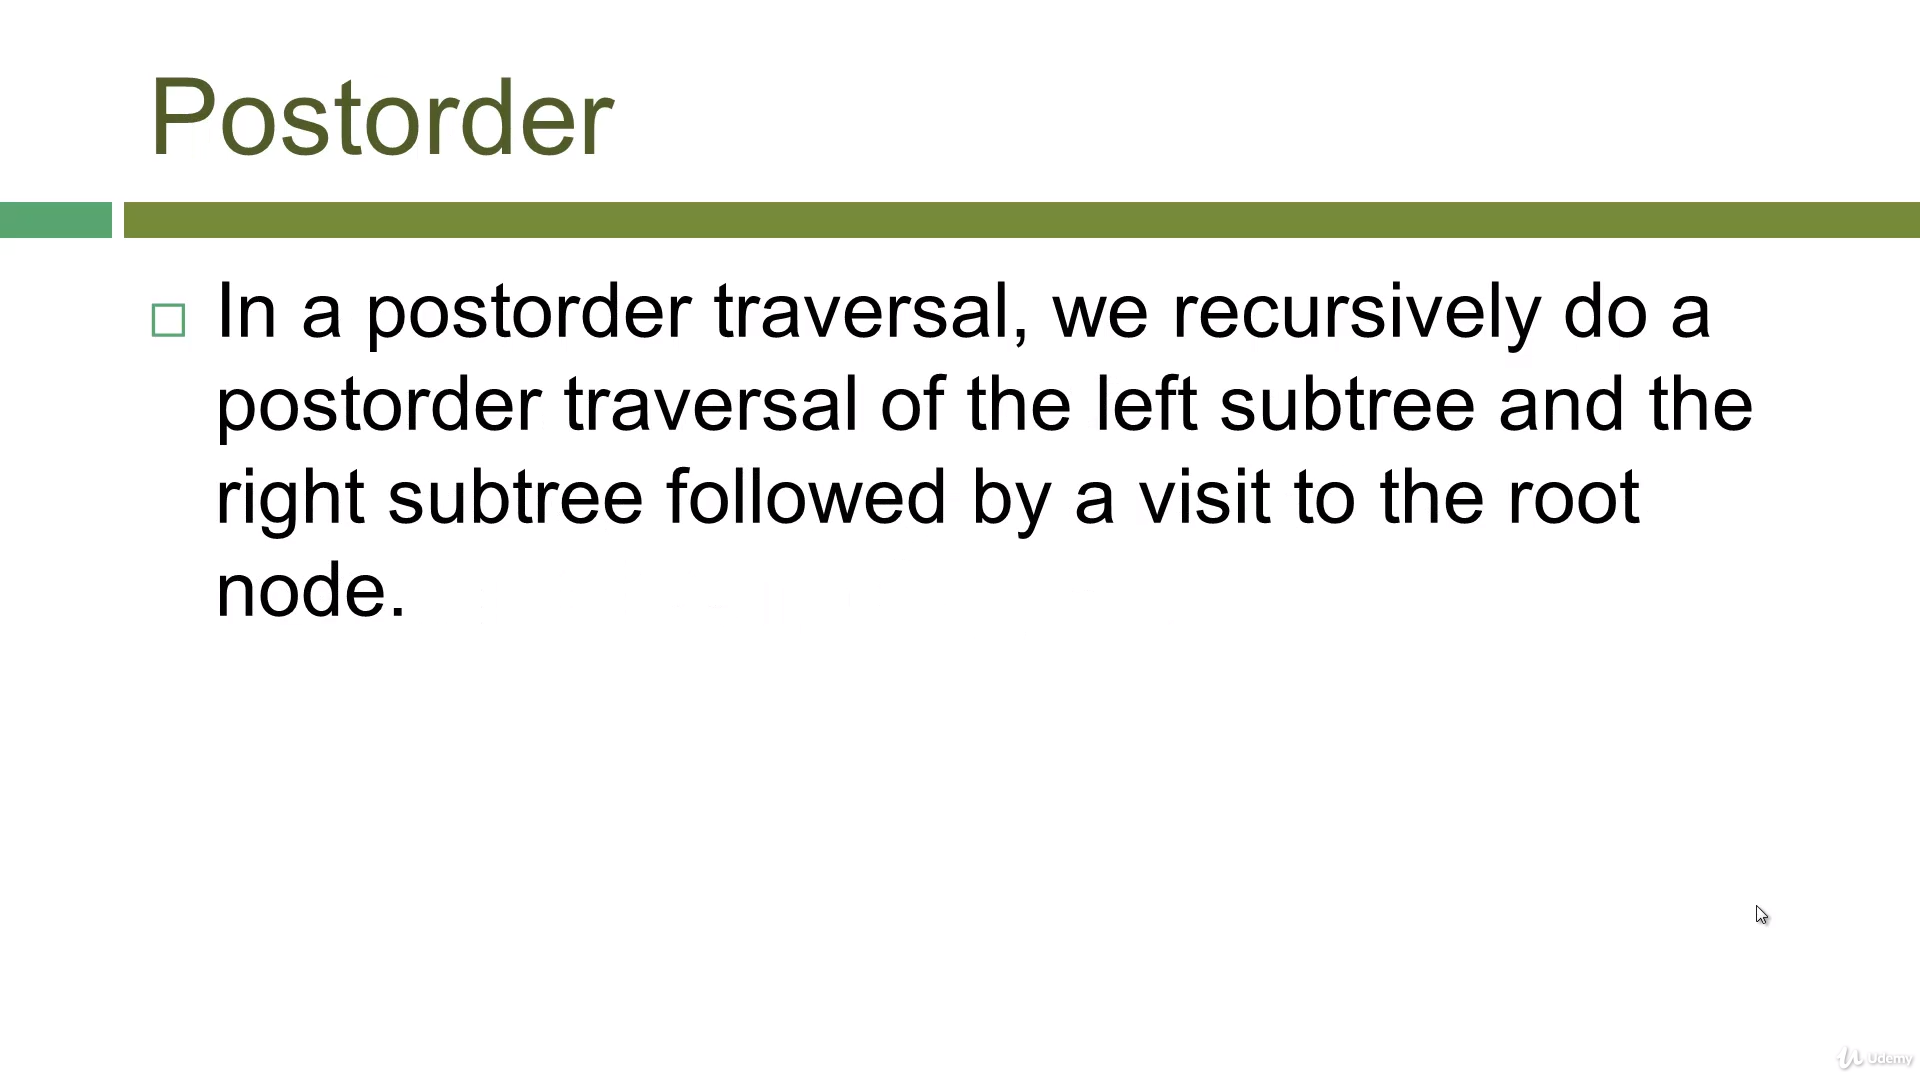 Postorder
In a postorder traversal, we recursively do a
postorder traversal of the left subtree and the
right subtree followed by a visit to the root
node.
Udemy